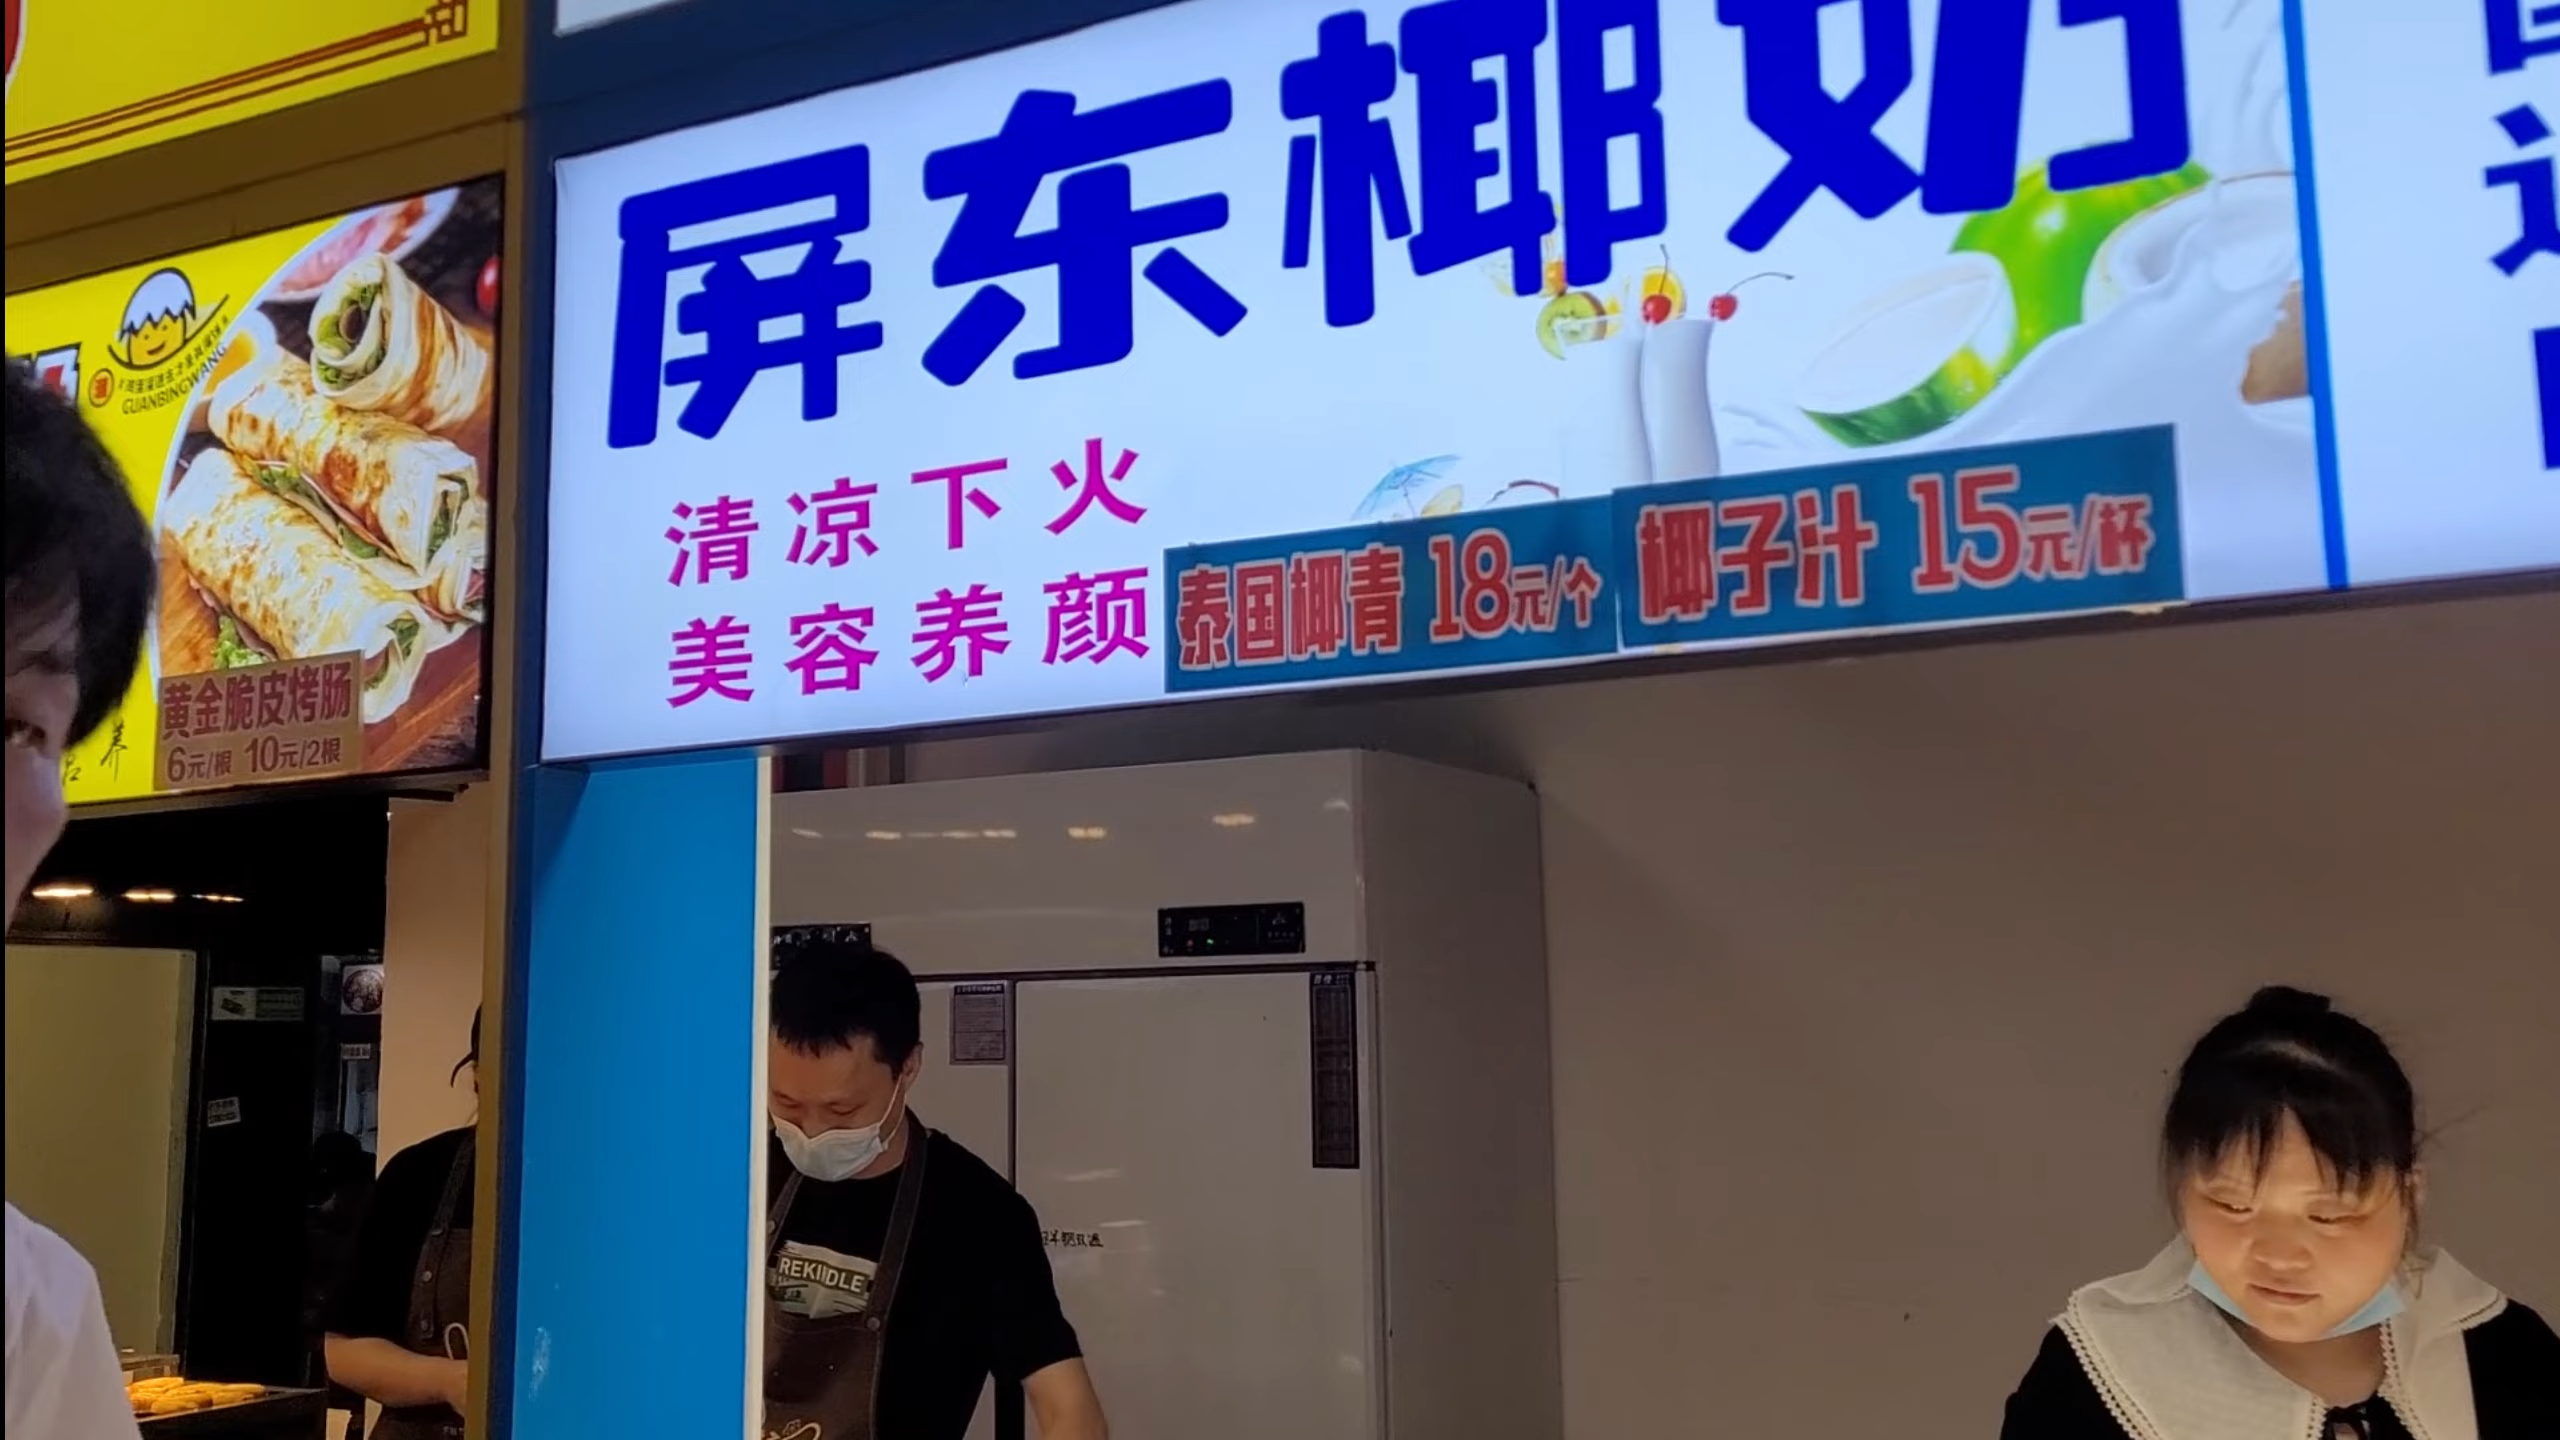 屏东椰奶
清凉下火
美容养颜
泰国椰青 18元/个
椰子汁 15元/杯
GUANBINGWANG
黄金脆皮烤肠
6元/根 10元/2根
REKINDLE